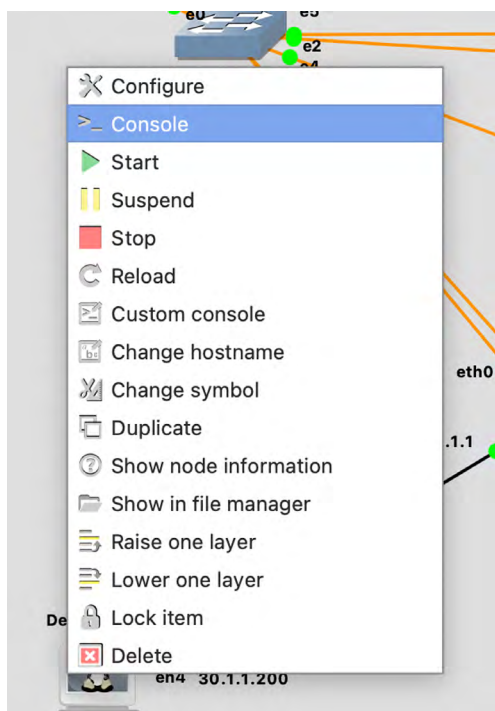 e0
e5
e2
e4
Configure
Console
Start
Suspend
Stop
Reload
Custom console
Change hostname
eth0
Change symbol
Duplicate
.1.1
Show node information
Show in file manager
Raise one layer
Lower one layer
De
Lock item
Delete
en4 30.1.1.200